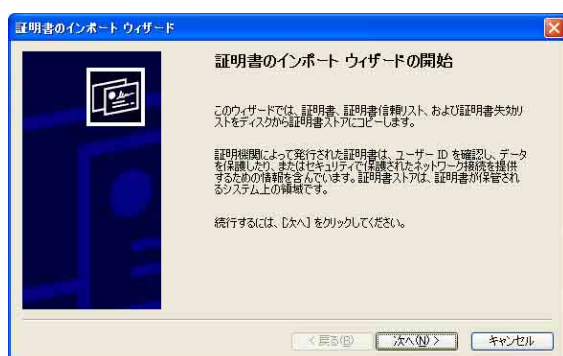 証明書のインポート ウィザード
証明書のインポート ウィザードの開始
このウィザードでは、証明書、証明書信頼リスト、および証明書失効リ
ストをディスクから証明書ストアにコピーします。
証明機関によって発行された証明書は、ユーザー ID を確認し、データ
を保護したり、またはセキュリティで保護されたネットワーク接続を提供
するための情報を含んでいます。証明書ストアは、証明書が保管され
るシステム上の領域です。
続行するには、[次へ] をクリックしてください。
< 戻る(B)
次へ(N) >
キャンセル